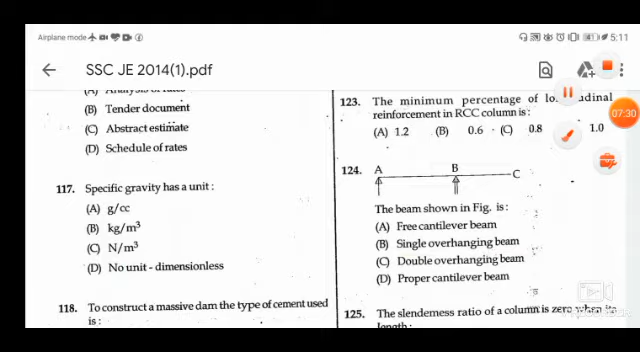 Airplane mode
5:11
SSC JE 2014(1).pdf
07:30
(B) Tender document
(C) Abstract estimate
(D) Schedule of rates
117. Specific gravity has a unit :
(A) g/cc
(B) kg/m³
(C) N/m³
(D) No unit - dimensionless
118. To construct a massive dam the type of cement used
is :
123. The minimum percentage of
reinforcement in RCC column is :
(A) 1.2 (B) 0.6 (C) 0.8 1.0
124. A B C
The beam shown in Fig. is :
(A) Free cantilever beam
(B) Single overhanging beam
(C) Double overhanging beam
(D) Proper cantilever beam
125. The slendemess ratio of a column is zero when its
length :